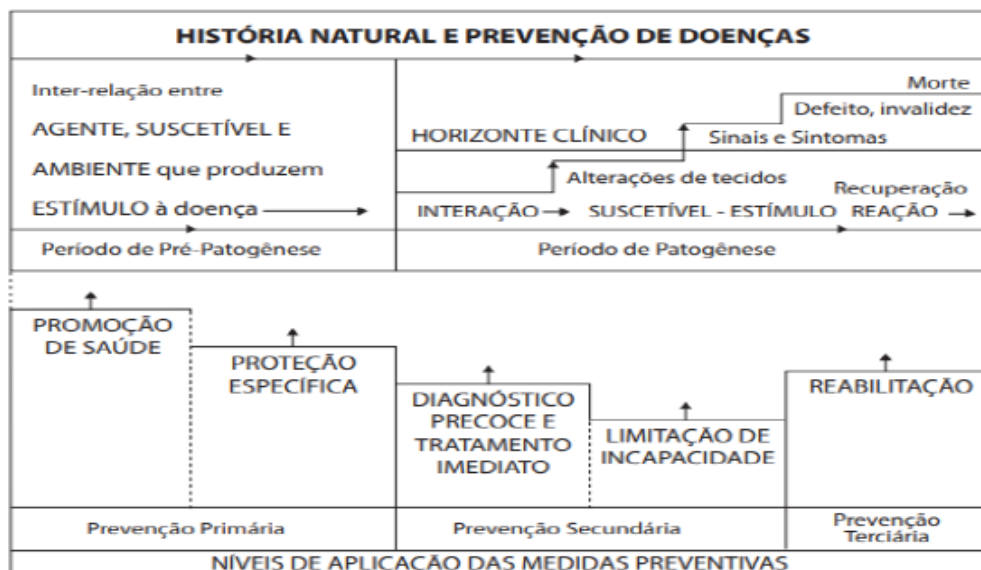 HISTÓRIA NATURAL E PREVENÇÃO DE DOENÇAS
Inter-relação entre
AGENTE, SUSCETÍVEL E
AMBIENTE que produzem
ESTÍMULO à doença
Morte
Defeito, invalidez
HORIZONTE CLÍNICO
Sinais e Sintomas
Alterações de tecidos
Recuperação
INTERAÇÃO
SUSCETÍVEL - ESTÍMULO
REAÇÃO
Período de Pré-Patogênese
Período de Patogênese
PROMOÇÃO
DE SAÚDE
PROTEÇÃO
ESPECÍFICA
DIAGNÓSTICO
PRECOCE E
TRATAMENTO
IMEDIATO
LIMITAÇÃO DE
INCAPACIDADE
REABILITAÇÃO
Prevenção Primária
Prevenção Secundária
Prevenção
Terciária
NÍVEIS DE APLICAÇÃO DAS MEDIDAS PREVENTIVAS